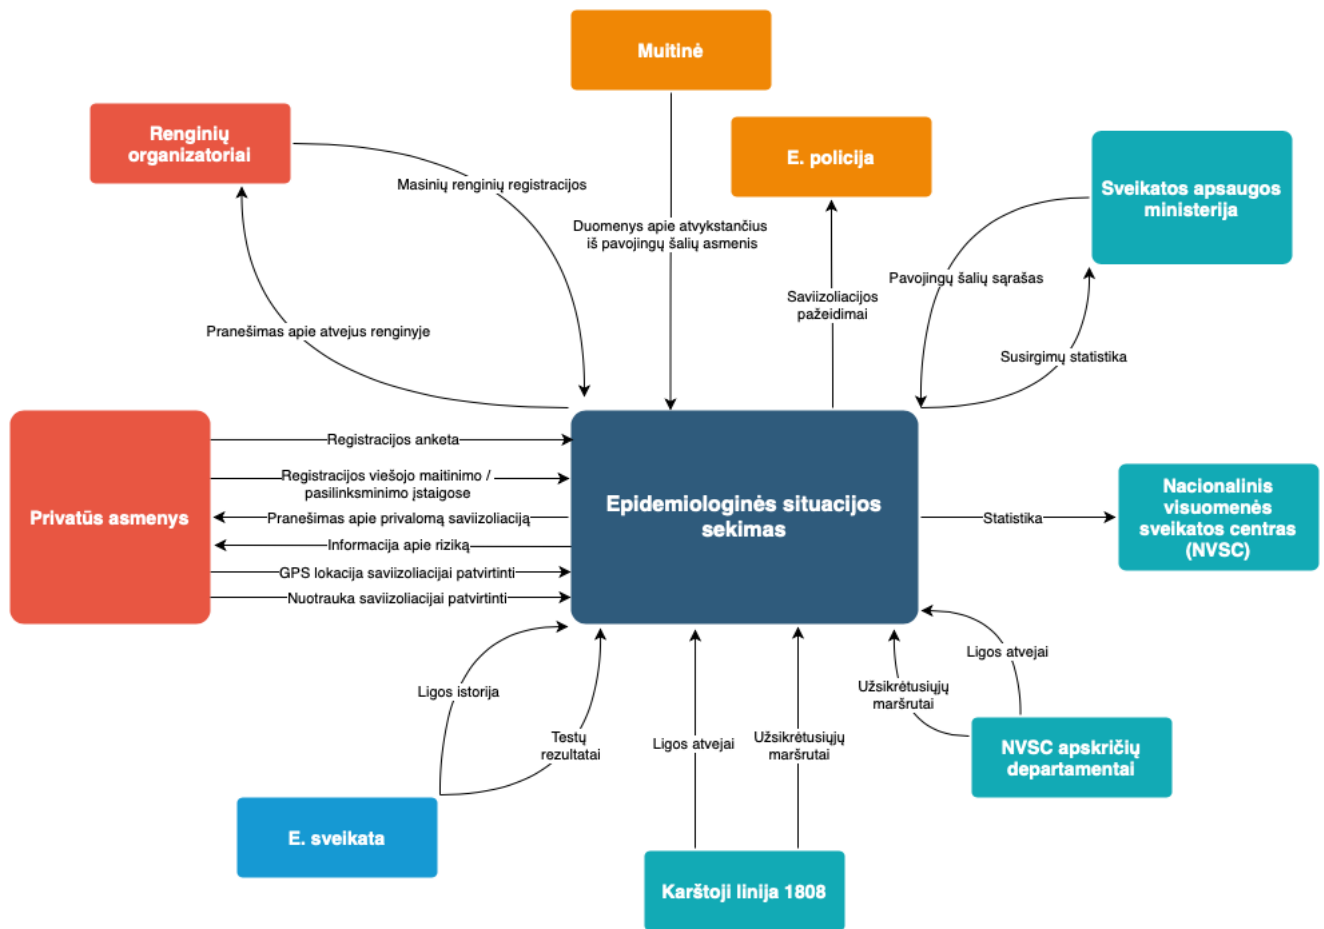 Muitinė
Renginių
organizatoriai
E. policija
Sveikatos apsaugos
ministerija
Masinių renginių registracijos
Duomenys apie atvykstančius
iš pavojingų šalių asmenis
Pavojingų šalių sąrašas
Saviizoliacijos
pažeidimai
Pranešimas apie atvejus renginyje
Susirgimų statistika
Privatūs asmenys
Registracijos anketa
Registracijos viešojo maitinimo /
pasilinksminimo įstaigose
Pranešimas apie privalomą saviizoliaciją
Informacija apie riziką
GPS lokacija saviizoliacijai patvirtinti
Nuotrauka saviizoliacijai patvirtinti
Epidemiologinės situacijos
sekimas
Statistika
Nacionalinis
visuomenės
sveikatos centras
(NVSC)
Ligos istorija
Testų
rezultatai
Ligos atvejai
Užsikrėtusiųjų
maršrutai
Užsikrėtusiųjų
maršrutai
Ligos atvejai
NVSC apskričių
departamentai
E. sveikata
Karštoji linija 1808